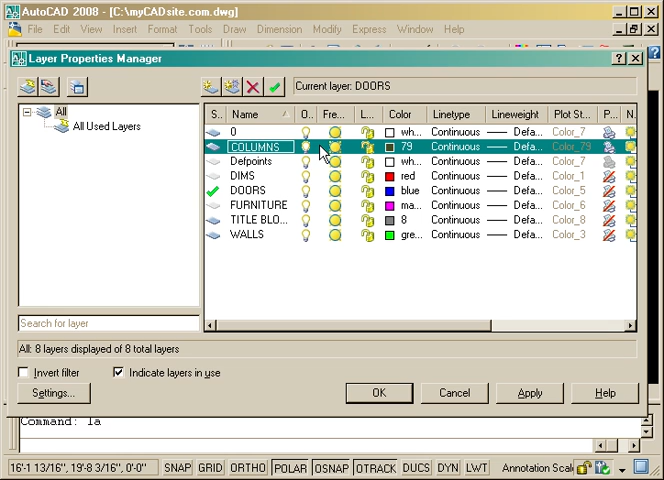 AutoCAD 2008 - [C:\myCADsite.com.dwg]
File Edit View Insert Format Tools Draw Dimension Modify Express Window Help
Layer Properties Manager
Current layer: DOORS
All
All Used Layers
S.. Name O.. Fre... L... Color Linetype Lineweight Plot St... P... N.
0 wh... Continuous Defa... Color_7
COLUMNS 79 Continuous Defa... Color_79
Defpoints wh... Continuous Defa... Color_7
DIMS red Continuous Defa... Color_1
DOORS blue Continuous Defa... Color_5
FURNITURE ma... Continuous Defa... Color_6
TITLE BLO... 8 Continuous Defa... Color_8
WALLS gre... Continuous Defa... Color_3
Search for layer
All: 8 layers displayed of 8 total layers
Invert filter Indicate layers in use
Settings... OK Cancel Apply Help
Command: la
16'-1 13/16", 19'-8 3/16", 0'-0" SNAP GRID ORTHO POLAR OSNAP OTRACK DUCS DYN LWT Annotation Scale